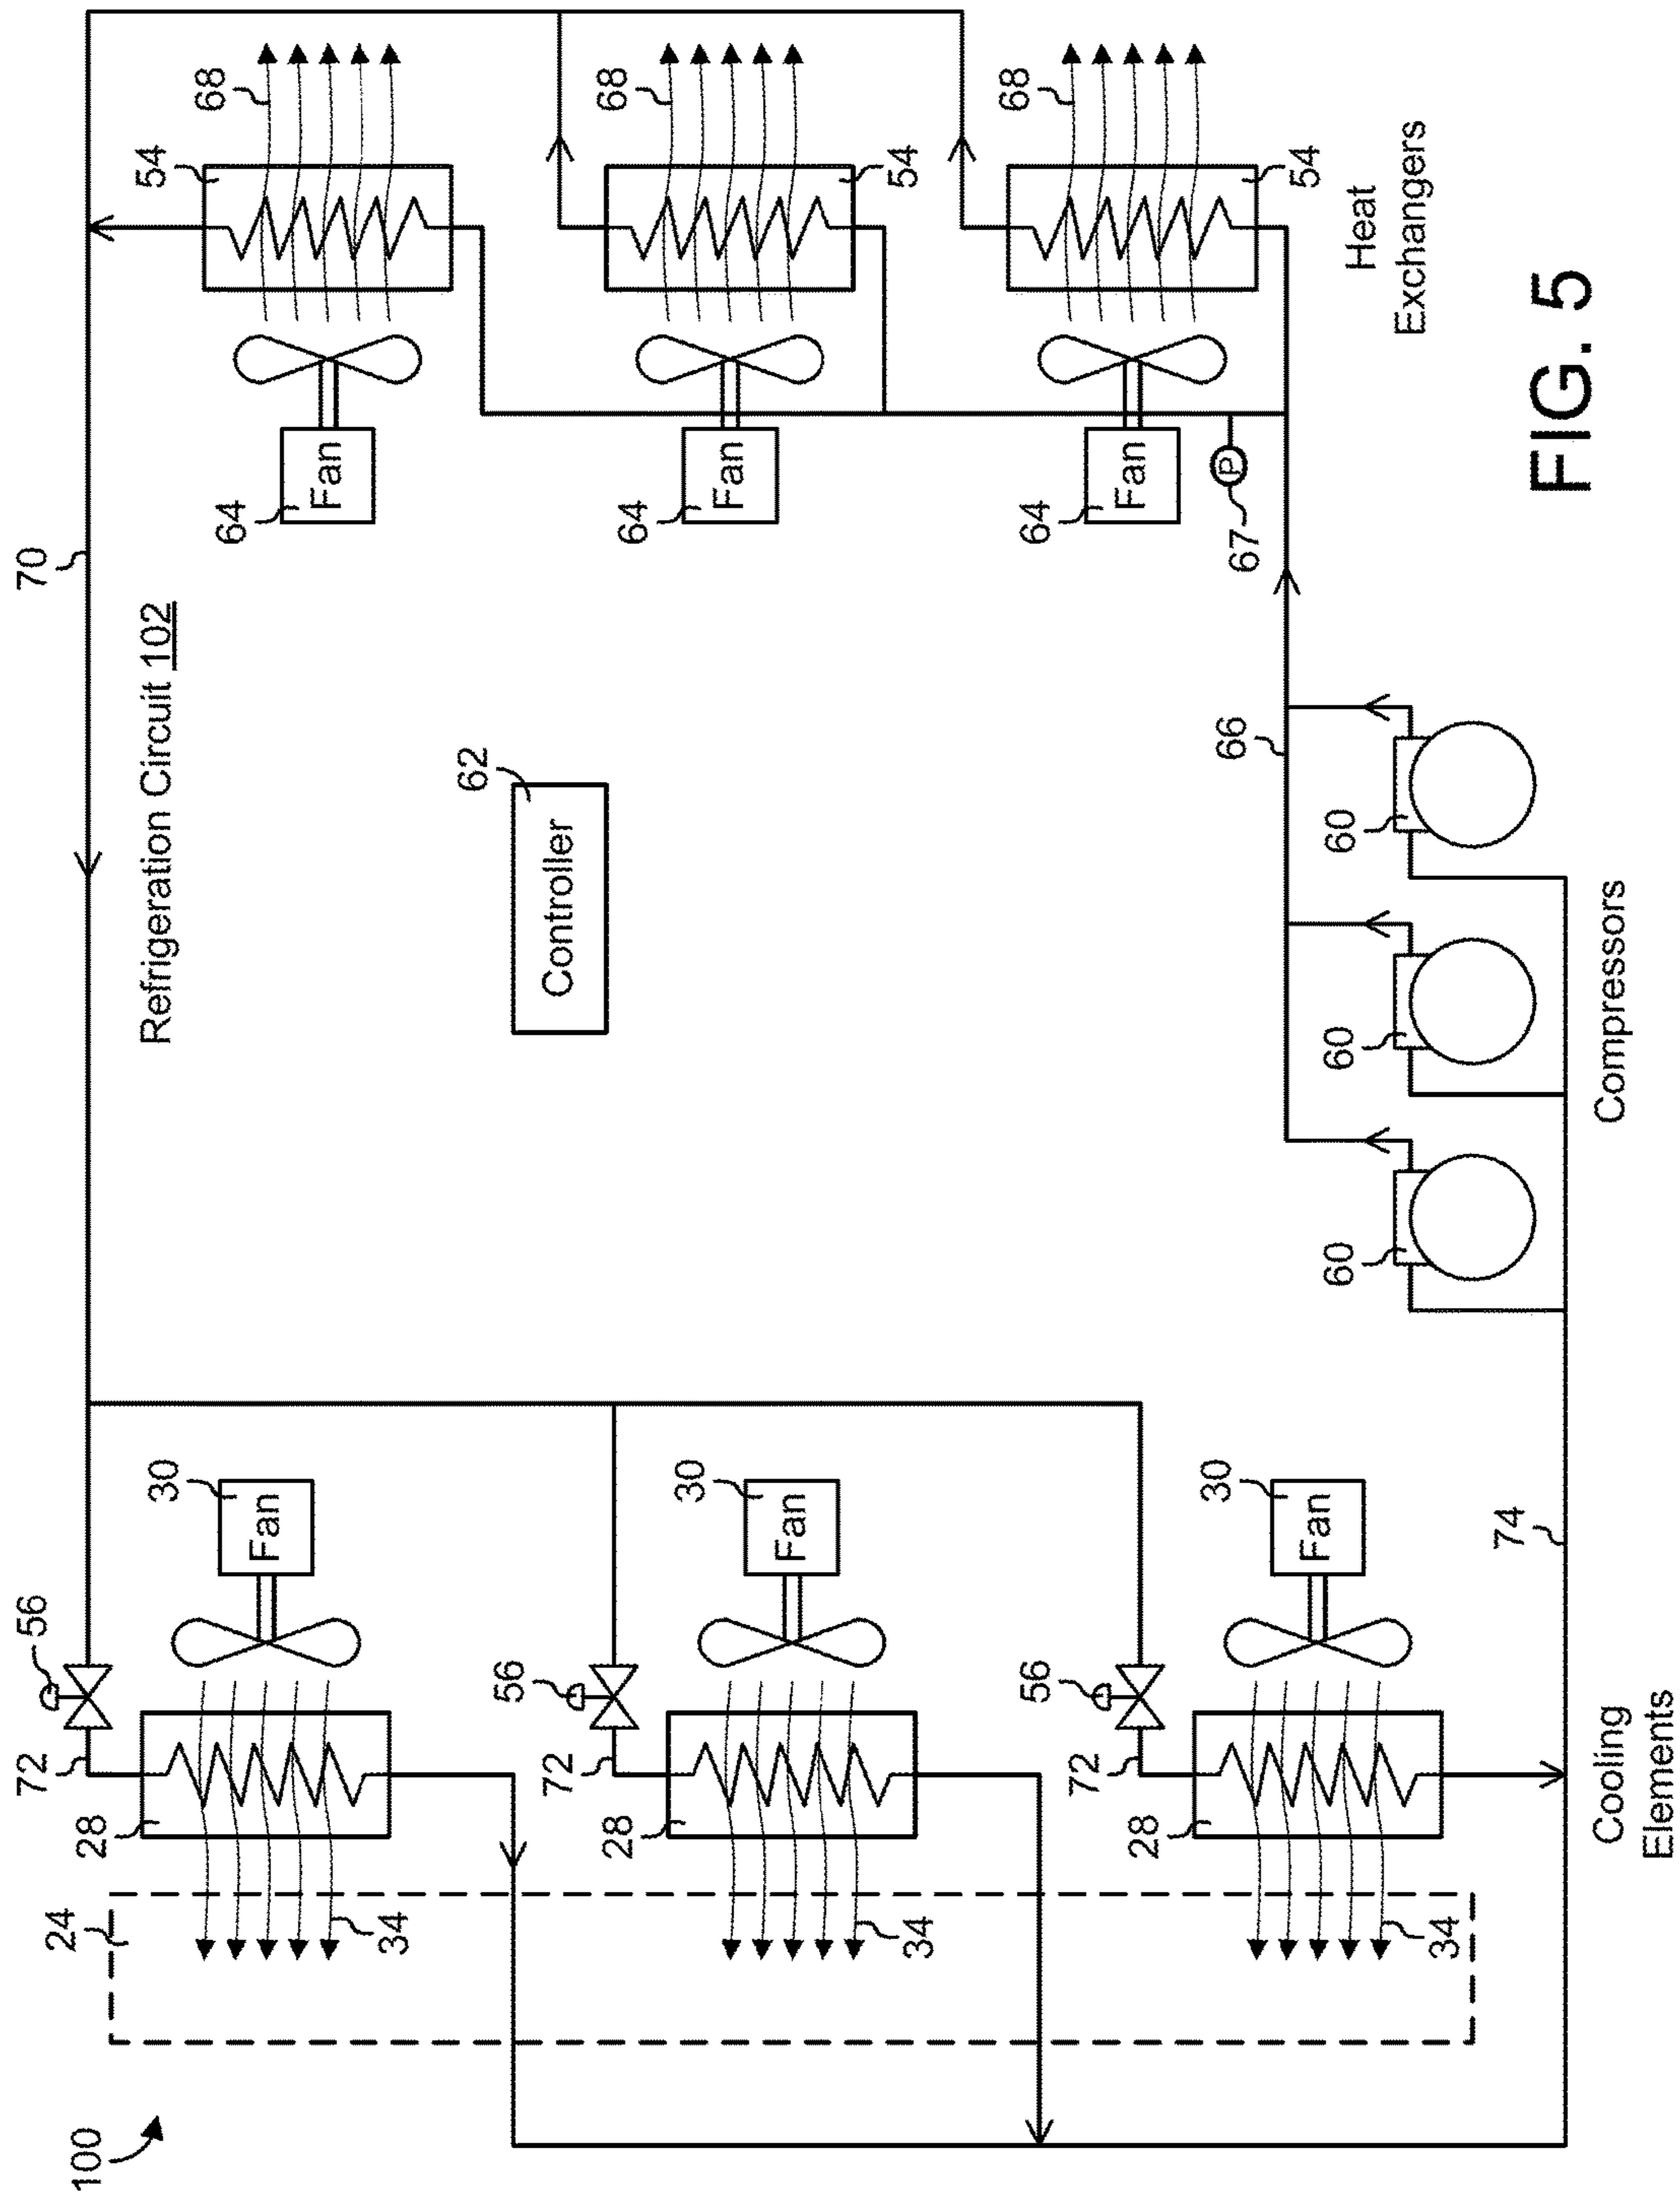 100
24
34
34
34
28
28
28
72
72
72
56
56
56
Fan
30
Fan
30
Fan
30
Cooling
Elements
74
70
Refrigeration Circuit 102
Controller
62
60
60
60
Compressors
66
67
P
64
Fan
64
Fan
64
Fan
54
54
54
68
68
68
Heat
Exchangers
FIG. 5